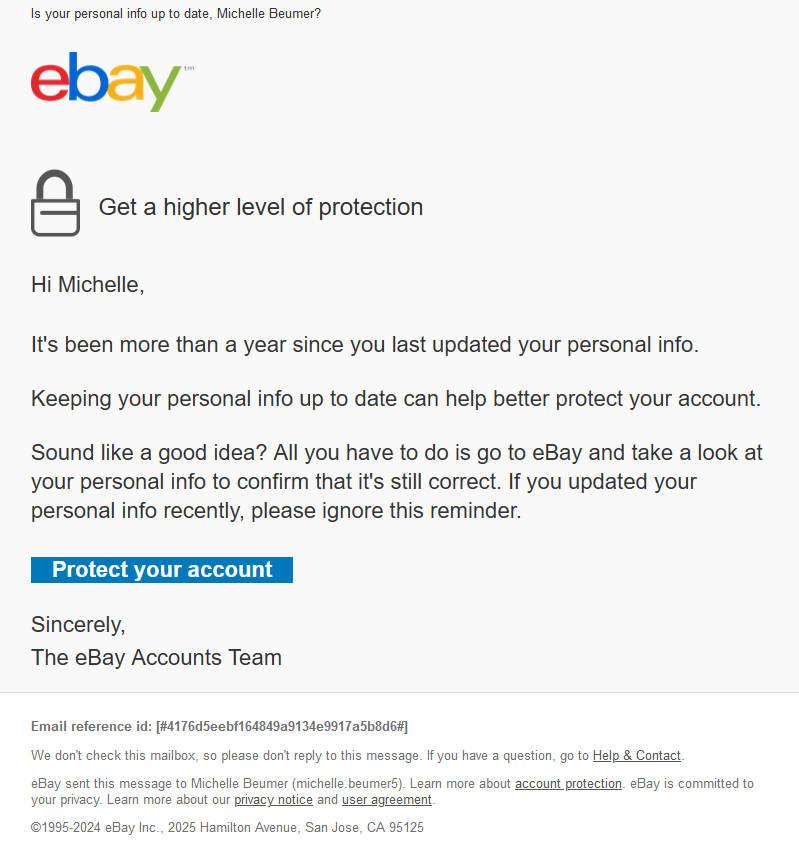 Is your personal info up to date, Michelle Beumer?
ebay™
Get a higher level of protection
Hi Michelle,
It's been more than a year since you last updated your personal info.
Keeping your personal info up to date can help better protect your account.
Sound like a good idea? All you have to do is go to eBay and take a look at
your personal info to confirm that it's still correct. If you updated your
personal info recently, please ignore this reminder.
Protect your account
Sincerely,
The eBay Accounts Team
Email reference id: [#4176d5eebf164849a9134e9917a5b8d6#]
We don't check this mailbox, so please don't reply to this message. If you have a question, go to Help & Contact.
eBay sent this message to Michelle Beumer (michelle.beumer5). Learn more about account protection. eBay is committed to
your privacy. Learn more about our privacy notice and user agreement.
©1995-2024 eBay Inc., 2025 Hamilton Avenue, San Jose, CA 95125